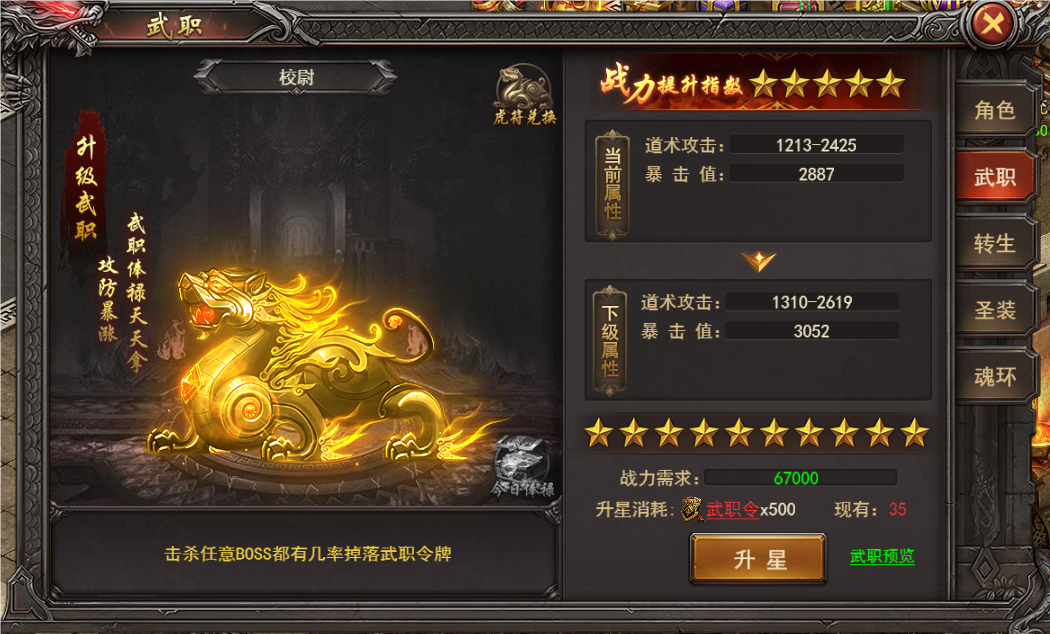 武职
校尉
虎符兑换
升级武职
武职俸禄天天拿
攻防暴涨
今日俸禄
击杀任意BOSS都有几率掉落武职令牌
战力提升指数
当前属性
道术攻击: 1213-2425
暴击值: 2887
下级属性
道术攻击: 1310-2619
暴击值: 3052
战力需求: 67000
升星消耗: 武职令x500 现有: 35
升星
武职预览
角色
武职
转生
圣装
魂环